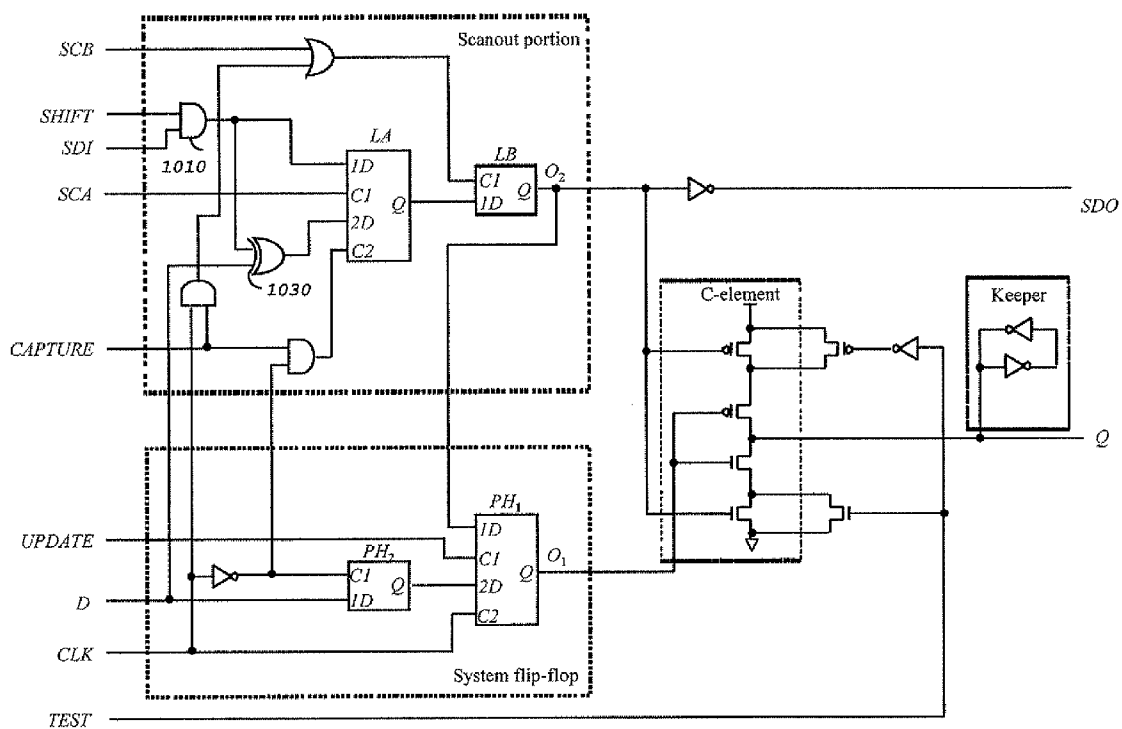 SCB
Scanout portion
SHIFT
SDI
1010
LA
1D
C1
2D
C2
Q
LB
C1
1D
Q
O2
SDO
SCA
1030
CAPTURE
C-element
Keeper
Q
UPDATE
PH1
1D
C1
2D
C2
Q
O1
PH2
C1
1D
Q
D
CLK
System flip-flop
TEST